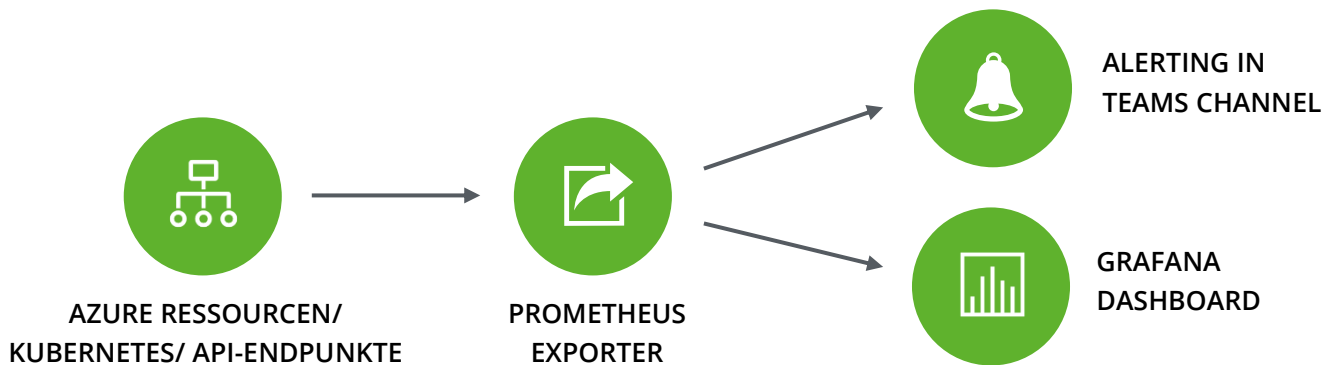 AZURE RESSOURCEN/
KUBERNETES/ API-ENDPUNKTE
PROMETHEUS
EXPORTER
ALERTING IN
TEAMS CHANNEL
GRAFANA
DASHBOARD